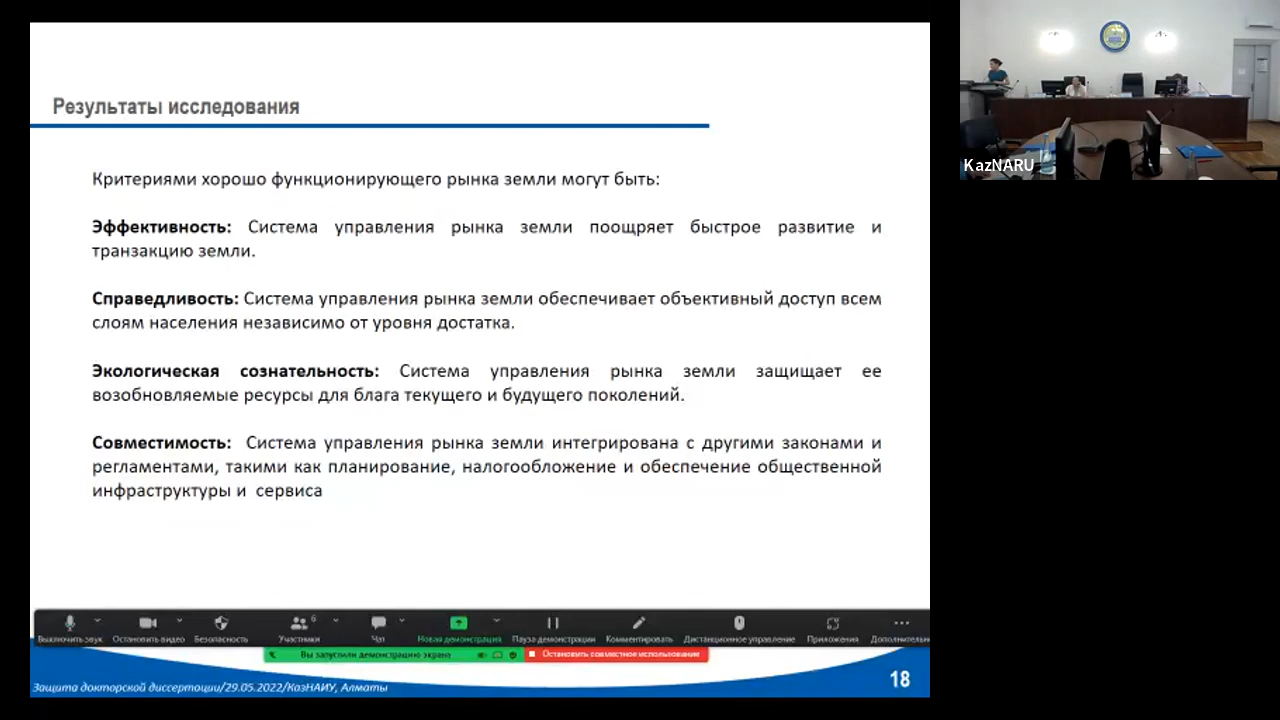 Результаты исследования
Критериями хорошо функционирующего рынка земли могут быть:
Эффективность: Система управления рынка земли поощряет быстрое развитие и
транзакцию земли.
Справедливость: Система управления рынка земли обеспечивает объективный доступ всем
слоям населения независимо от уровня достатка.
Экологическая сознательность: Система управления рынка земли защищает ее
возобновляемые ресурсы для блага текущего и будущего поколений.
Совместимость: Система управления рынка земли интегрирована с другими законами и
регламентами, такими как планирование, налогообложение и обеспечение общественной
инфраструктуры и сервиса
6
Выключить звук Остановить видео Безопасность Участники Чат Новая демонстрация Пауза демонстрации Комментировать Дистанционное управление Приложения Дополнительн
Вы запустили демонстрацию экрана Остановить совместное использование
Защита докторской диссертации/29.05.2022/КазНАИУ, Алматы
18
KazNARU